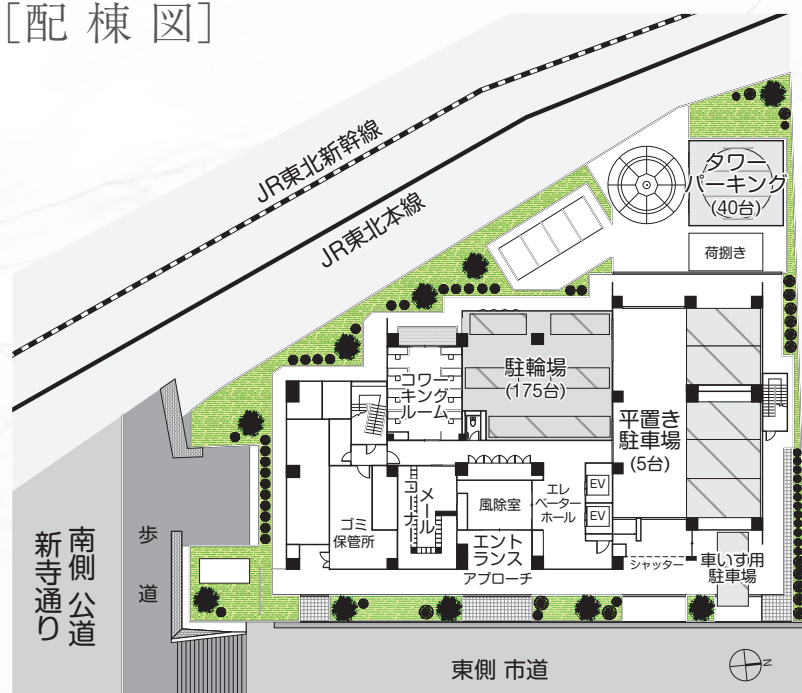 [配棟図]
JR東北新幹線
JR東北本線
タワー
パーキング
(40台)
荷捌き
コワー
キング
ルーム
駐輪場
(175台)
平置き
駐車場
(5台)
メール
コーナー
ゴミ
保管所
風除室
エレ
ベーター
ホール
EV
EV
エント
ランス
アプローチ
シャッター
車いす用
駐車場
歩道
南側 公道
新寺通り
東側 市道
N